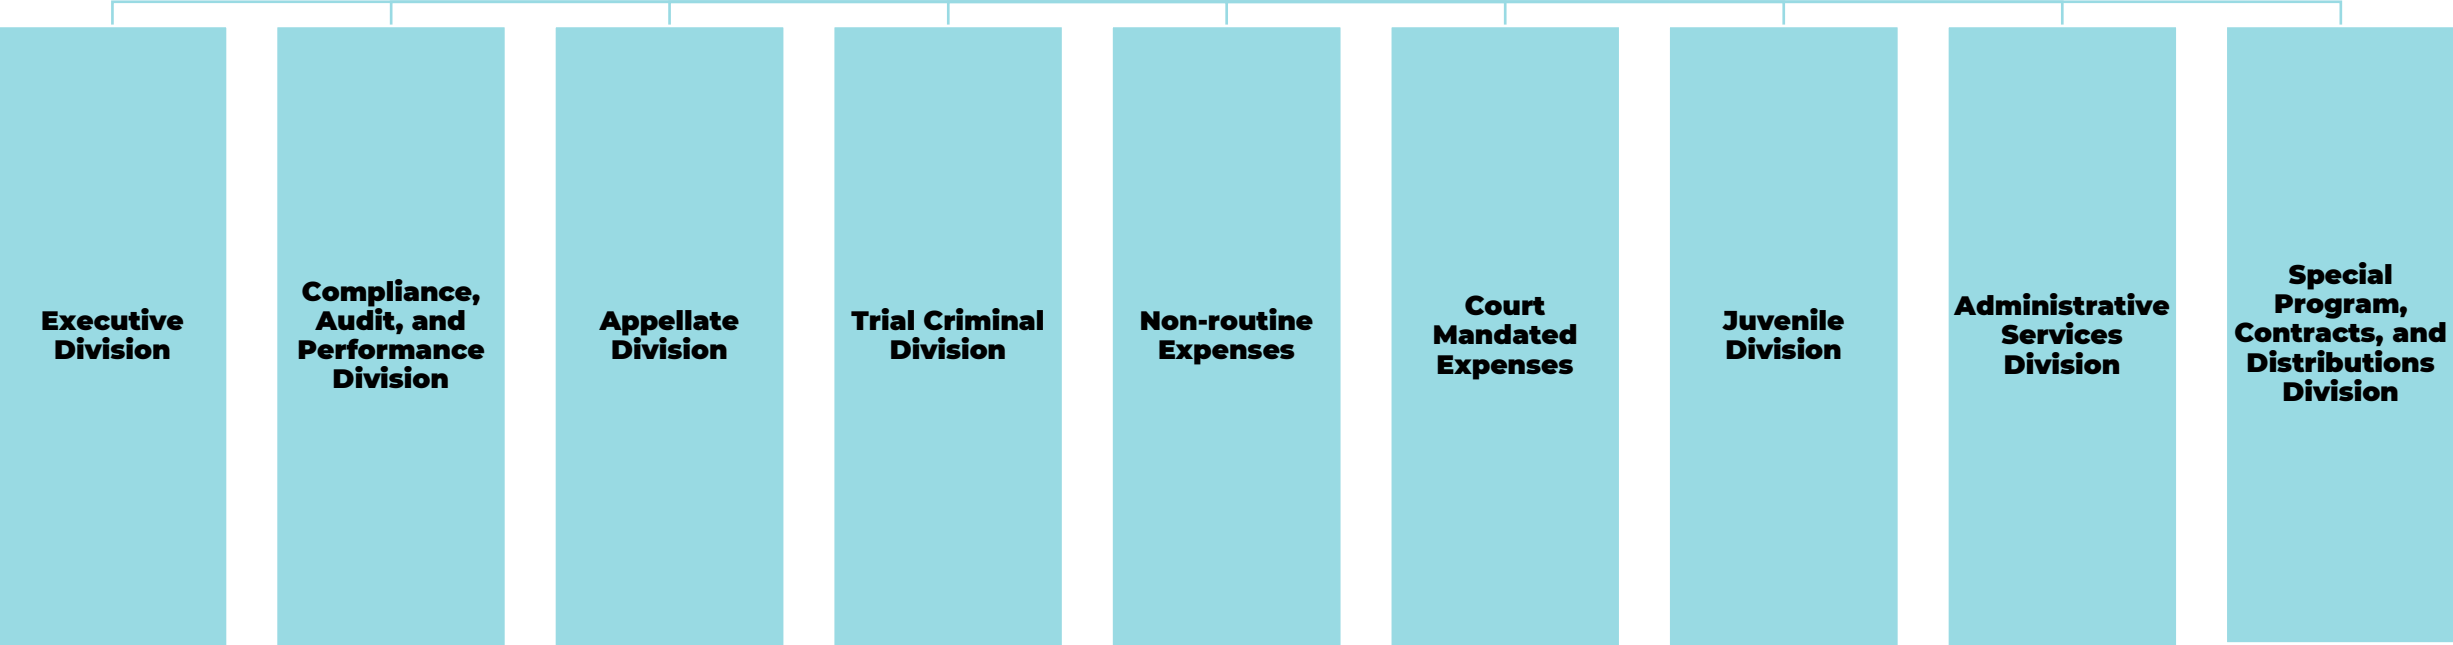 Executive
Division
Compliance,
Audit, and
Performance
Division
Appellate
Division
Trial Criminal
Division
Non-routine
Expenses
Court
Mandated
Expenses
Juvenile
Division
Administrative
Services
Division
Special
Program,
Contracts, and
Distributions
Division